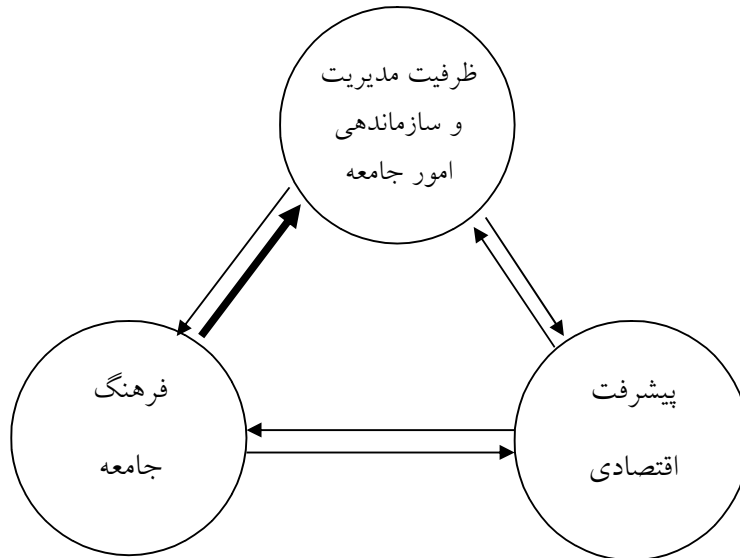 ظرفیت مدیریت
و سازماندهی
امور جامعه
پیشرفت
اقتصادی
فرهنگ
جامعه